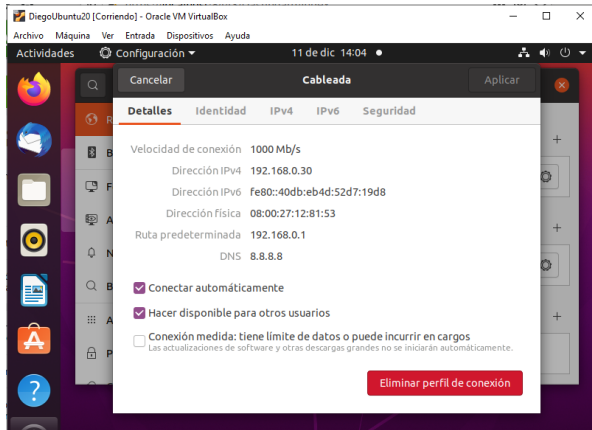 DiegoUbuntu20 [Corriendo] - Oracle VM VirtualBox
Archivo Máquina Ver Entrada Dispositivos Ayuda
Actividades Configuración 11 de dic 14:04
Cancelar Cableada Aplicar
Detalles Identidad IPv4 IPv6 Seguridad
R
B
F
A
N
B
A
P
Velocidad de conexión 1000 Mb/s
Dirección IPv4 192.168.0.30
Dirección IPv6 fe80::40db:eb4d:52d7:19d8
Dirección física 08:00:27:12:81:53
Ruta predeterminada 192.168.0.1
DNS 8.8.8.8
Conectar automáticamente
Hacer disponible para otros usuarios
Conexión medida: tiene límite de datos o puede incurrir en cargos
Las actualizaciones de software y otras descargas grandes no se iniciarán automáticamente.
Eliminar perfil de conexión